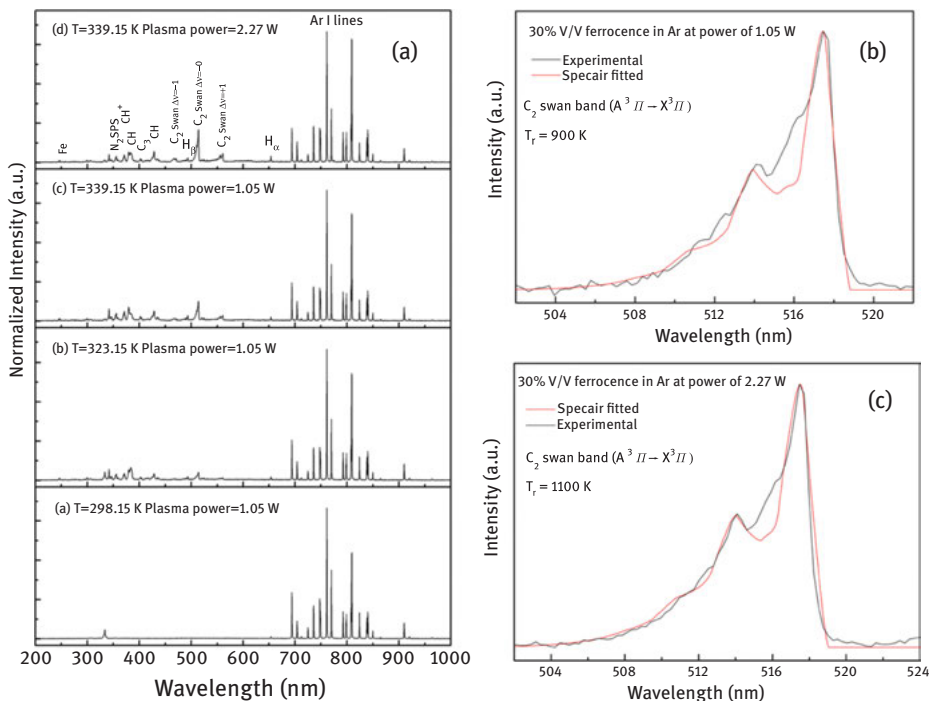 Ar I lines
(d) T=339.15 K Plasma power=2.27 W
(a)
Fe
N2SPS
CH+
CH
C3
CH
C2 Swan Δv=−1
Hβ
C2 Swan Δv=−0
C2 Swan Δv=+1
Hα
(c) T=339.15 K Plasma power=1.05 W
(b) T=323.15 K Plasma power=1.05 W
(a) T=298.15 K Plasma power=1.05 W
Normalized Intensity (a.u.)
200 300 400 500 600 700 800 900 1000
Wavelength (nm)
30% V/V ferrocence in Ar at power of 1.05 W
(b)
Experimental
Specair fitted
C2 swan band (A 3 Π − X3Π)
Tr = 900 K
Intensity (a.u.)
504 508 512 516 520
Wavelength (nm)
30% V/V ferrocence in Ar at power of 2.27 W
(c)
Specair fitted
Experimental
C2 swan band (A 3 Π − X3Π)
Tr = 1100 K
Intensity (a.u.)
504 508 512 516 520 524
Wavelength (nm)